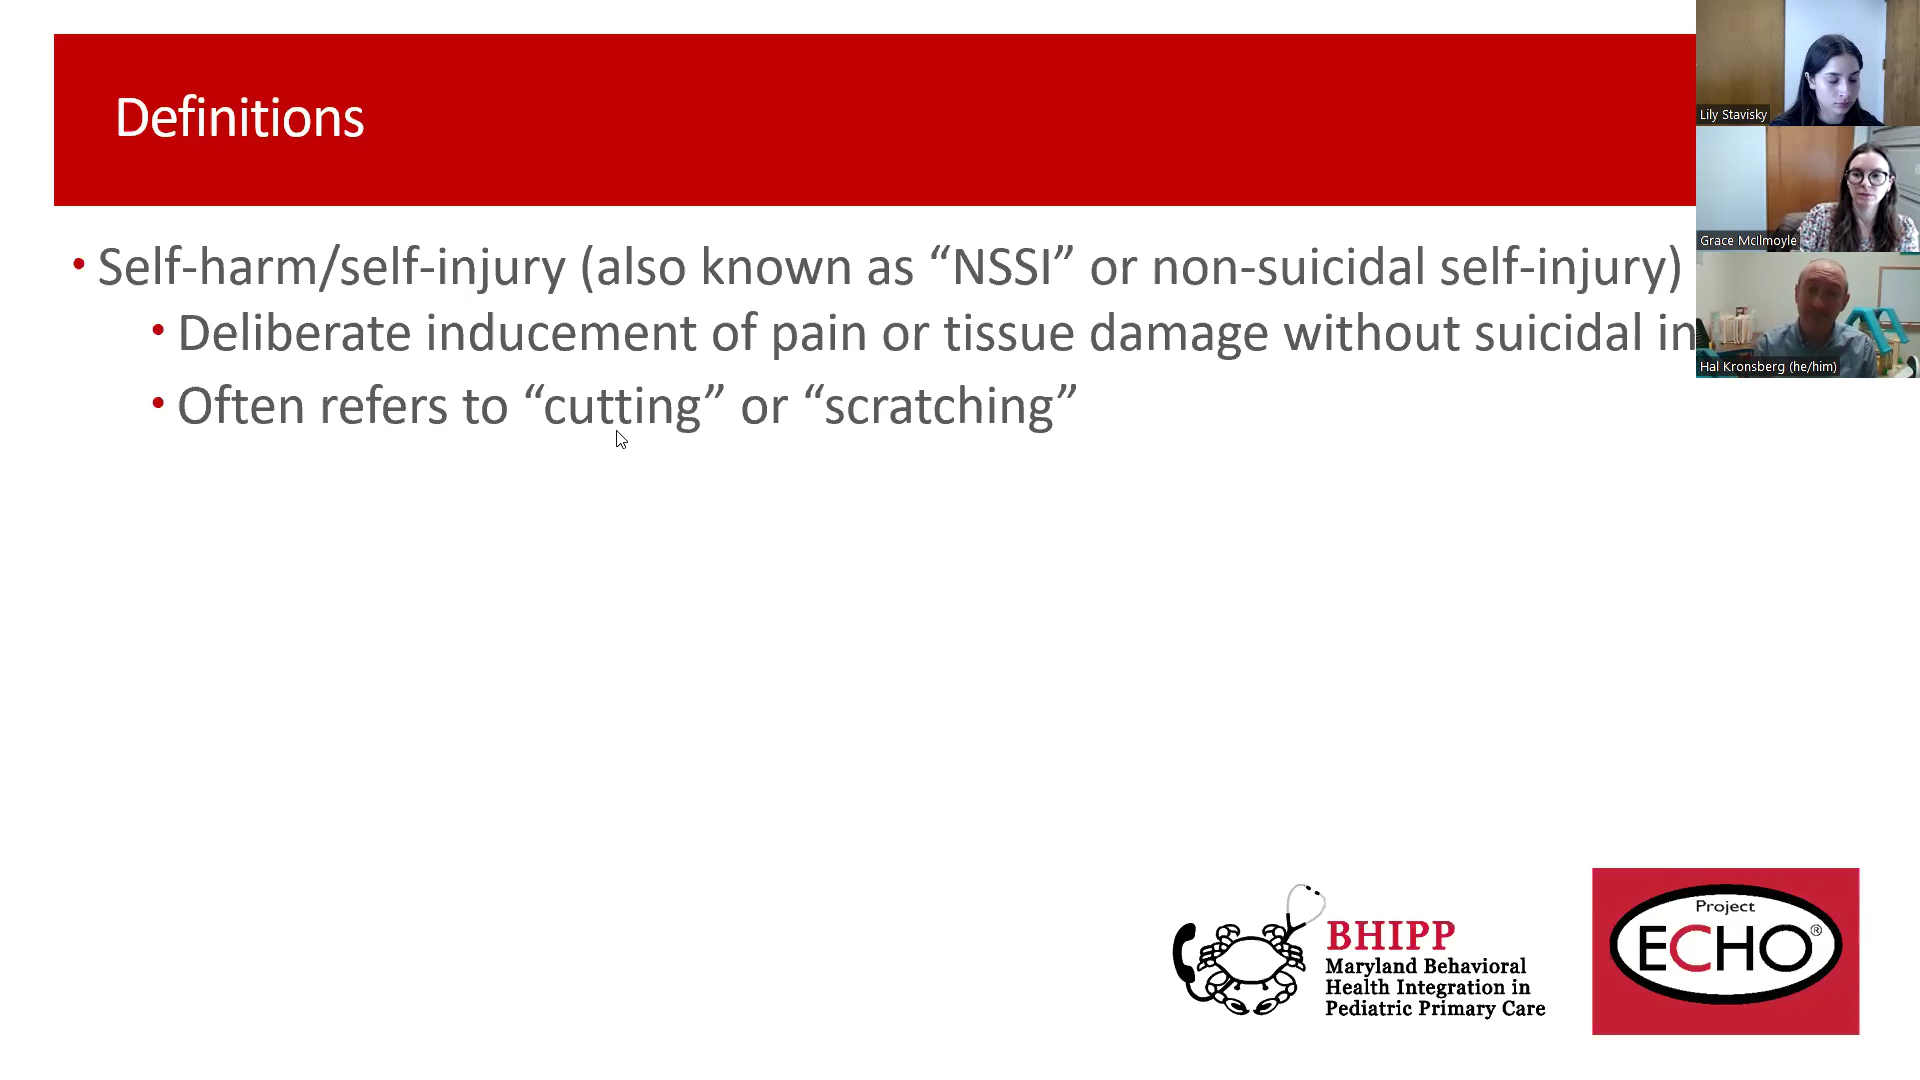 Definitions
• Self-harm/self-injury (also known as “NSSI” or non-suicidal self-injury)
• Deliberate inducement of pain or tissue damage without suicidal in
• Often refers to “cutting” or “scratching”
Lily Stavisky
Grace McIlmoyle
Hal Kronsberg (he/him)
BHIPP
Maryland Behavioral
Health Integration in
Pediatric Primary Care
Project
ECHO®